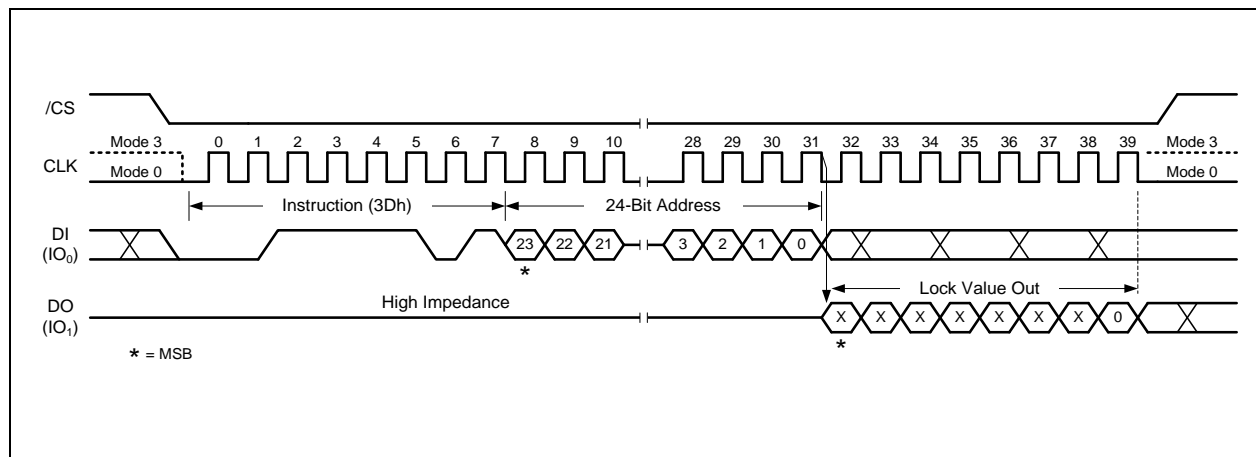 /CS
Mode 3 0 1 2 3 4 5 6 7 8 9 10 28 29 30 31 32 33 34 35 36 37 38 39 Mode 3
CLK
Mode 0 Mode 0
Instruction (3Dh) 24-Bit Address
DI
(IO0)
23 22 21 3 2 1 0
*
High Impedance
Lock Value Out
DO
(IO1)
X X X X X X X 0
*
* = MSB